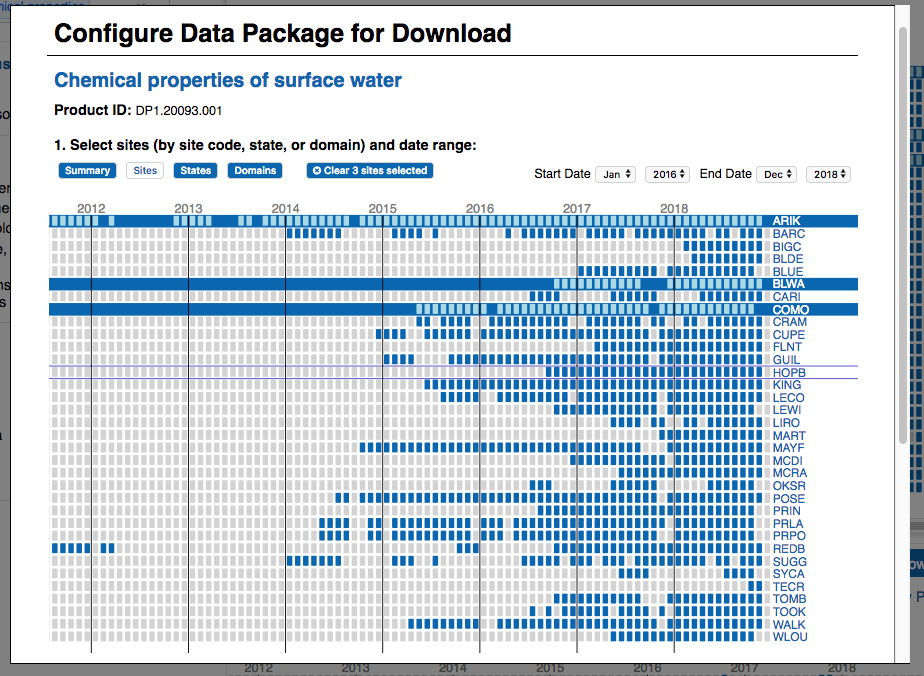 Configure Data Package for Download
Chemical properties of surface water
Product ID: DP1.20093.001
1. Select sites (by site code, state, or domain) and date range:
Summary Sites States Domains Clear 3 sites selected Start Date Jan 2016 End Date Dec 2018
2012 2013 2014 2015 2016 2017 2018
ARIK
BARC
BIGC
BLDE
BLUE
BLWA
CARI
COMO
CRAM
CUPE
FLNT
GUIL
HOPB
KING
LECO
LEWI
LIRO
MART
MAYF
MCDI
MCRA
OKSR
POSE
PRIN
PRLA
PRPO
REDB
SUGG
SYCA
TECR
TOMB
TOOK
WALK
WLOU
2012 2013 2014 2015 2016 2017 2018